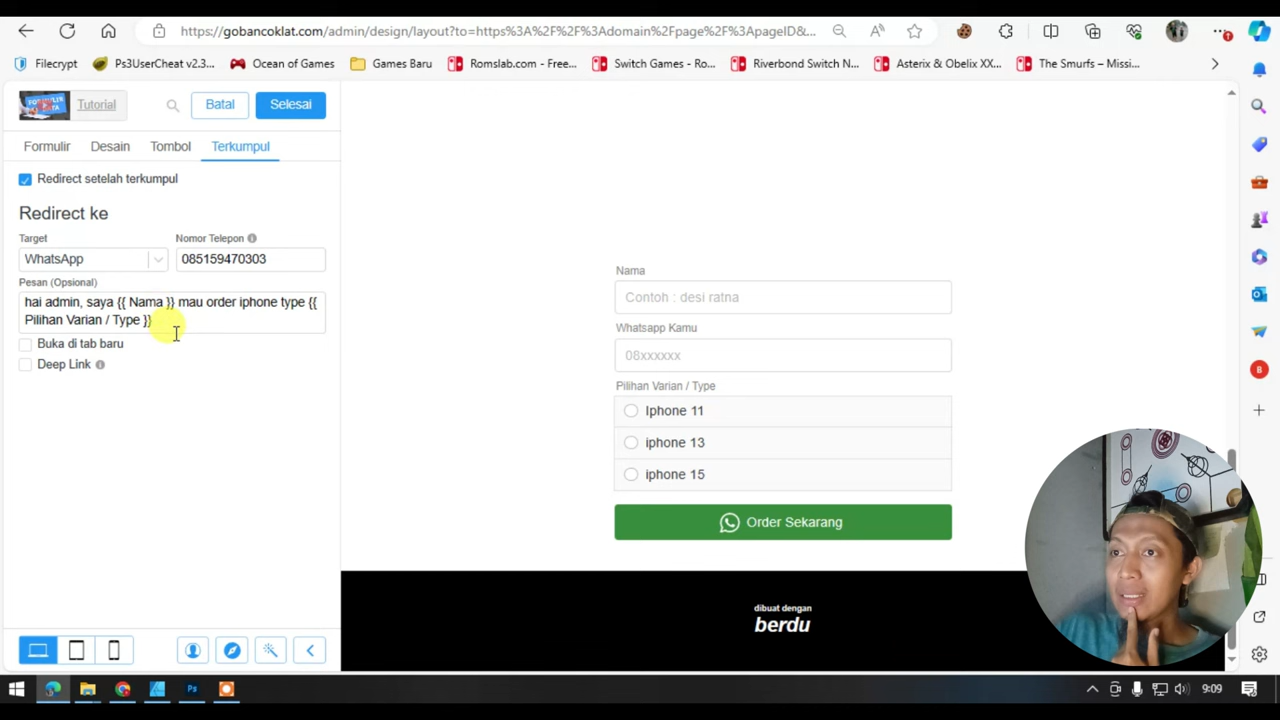 https://gobancoklat.com/admin/design/layout?to=https%3A%2F%2F%3Adomain%2Fpage%2F%3ApageID&...
Filecrypt
Ps3UserCheat v2.3...
Ocean of Games
Games Baru
Romslab.com - Free...
Switch Games - Ro...
Riverbond Switch N...
Asterix & Obelix XX...
The Smurfs – Missi...
Tutorial
Batal
Selesai
Formulir
Desain
Tombol
Terkumpul
Redirect setelah terkumpul
Redirect ke
Target
Nomor Telepon
WhatsApp
085159470303
Pesan (Opsional)
hai admin, saya {{ Nama }} mau order iphone type {{
Pilihan Varian / Type }}
Buka di tab baru
Deep Link
Nama
Contoh : desi ratna
Whatsapp Kamu
08xxxxxx
Pilihan Varian / Type
Iphone 11
iphone 13
iphone 15
Order Sekarang
dibuat dengan
berdu
B
Ps
9:09